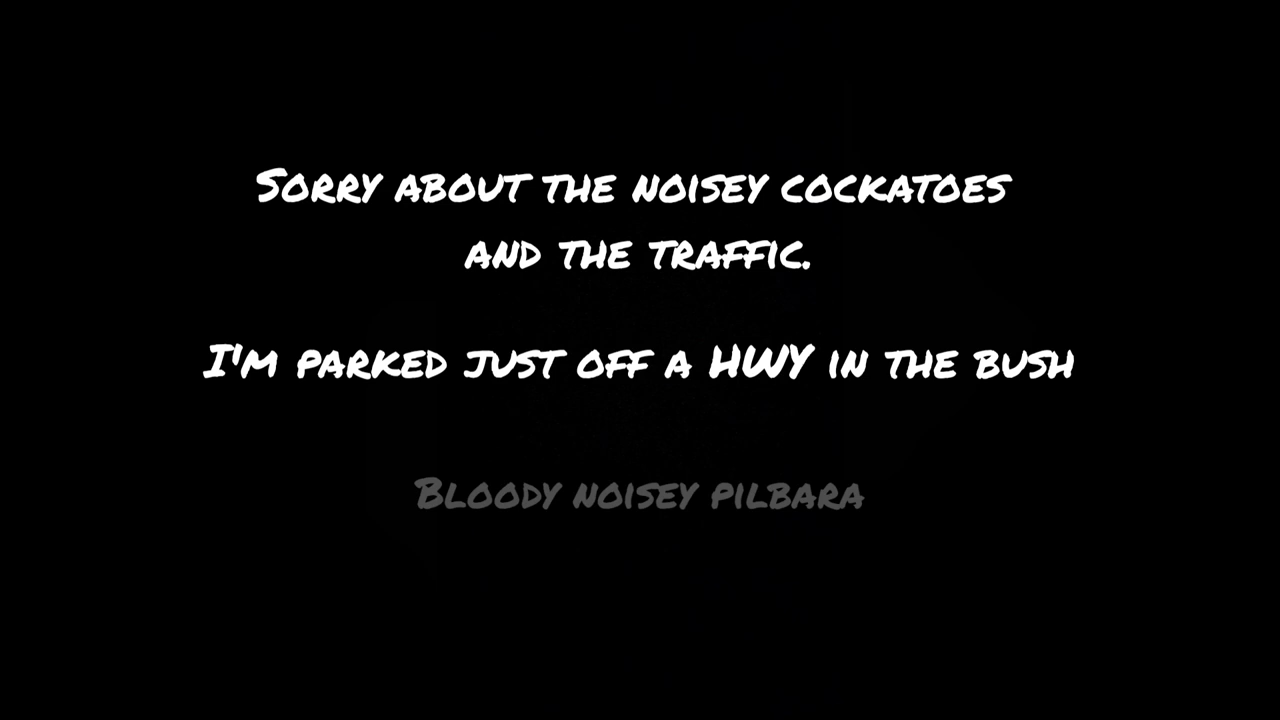 Sorry about the noisey cockatoes
and the traffic.
I'm parked just off a HWY in the bush
Bloody noisey pilbara